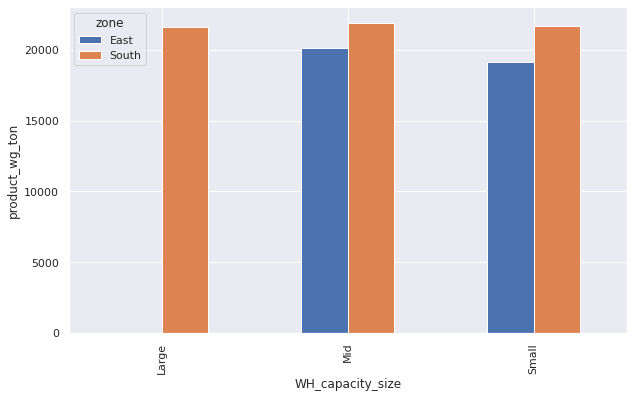 zone
East
South
20000
15000
10000
5000
0
product_wg_ton
Large
Mid
Small
WH_capacity_size